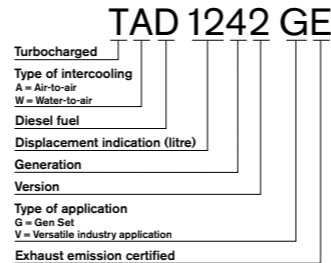 TAD 1242 GE
Turbocharged
Type of intercooling
A = Air-to-air
W = Water-to-air
Diesel fuel
Displacement indication (litre)
Generation
Version
Type of application
G = Gen Set
V = Versatile industry application
Exhaust emission certified